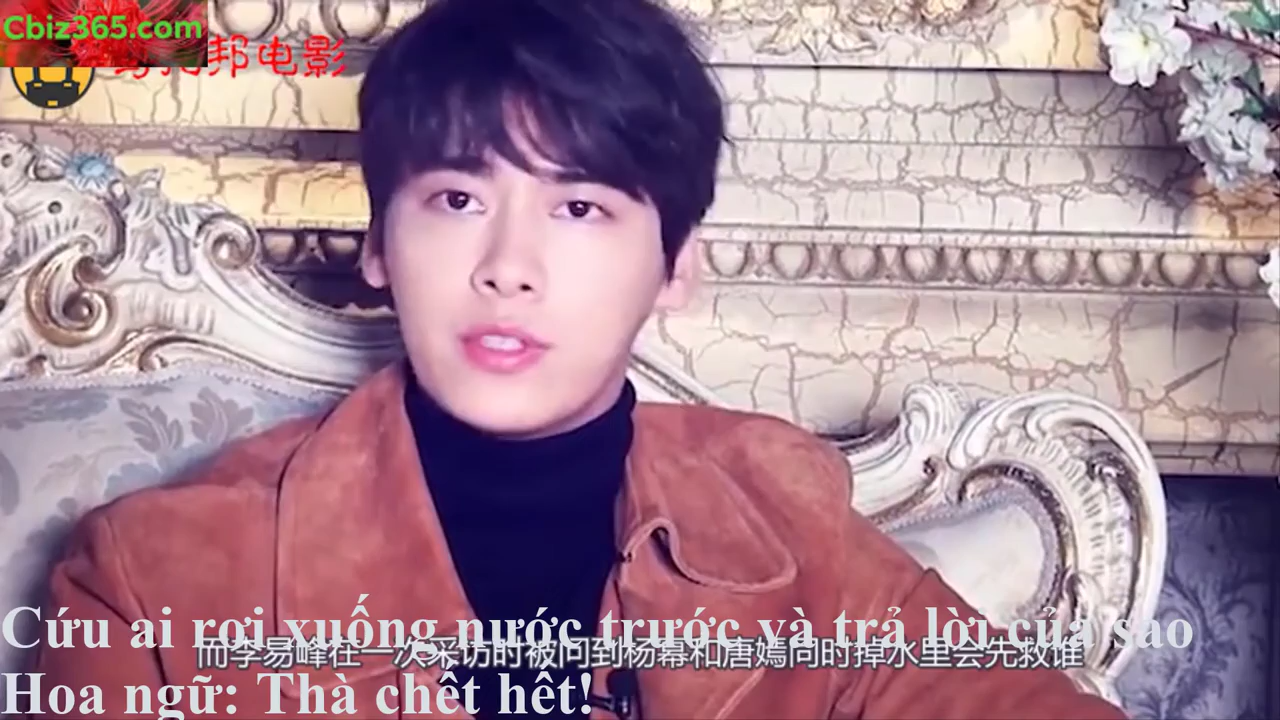 Cbiz365.com
邦电影
Cứu ai rơi xuống nước trước và trả lời của sao
而李易峰在一次采访时被问到杨幂和唐嫣同时掉水里会先救谁
Hoa ngữ: Thà chết hết!